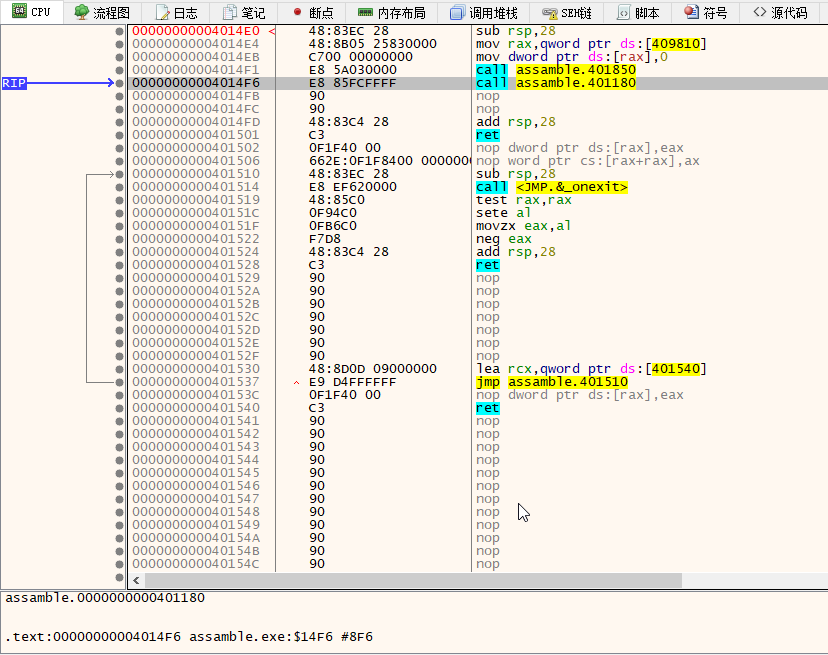 CPU 流程图 日志 笔记 断点 内存布局 调用堆栈 SEH链 脚本 符号 源代码
00000000004014E0 < 48:83EC 28 sub rsp,28
00000000004014E4 48:8B05 25830000 mov rax,qword ptr ds:[409810]
00000000004014EB C700 00000000 mov dword ptr ds:[rax],0
00000000004014F1 E8 5A030000 call assamble.401850
RIP 00000000004014F6 E8 85FCFFFF call assamble.401180
00000000004014FB 90 nop
00000000004014FC 90 nop
00000000004014FD 48:83C4 28 add rsp,28
0000000000401501 C3 ret
0000000000401502 0F1F40 00 nop dword ptr ds:[rax],eax
0000000000401506 662E:0F1F8400 0000000 nop word ptr cs:[rax+rax],ax
0000000000401510 48:83EC 28 sub rsp,28
0000000000401514 E8 EF620000 call <JMP.&_onexit>
0000000000401519 48:85C0 test rax,rax
000000000040151C 0F94C0 sete al
000000000040151F 0FB6C0 movzx eax,al
0000000000401522 F7D8 neg eax
0000000000401524 48:83C4 28 add rsp,28
0000000000401528 C3 ret
0000000000401529 90 nop
000000000040152A 90 nop
000000000040152B 90 nop
000000000040152C 90 nop
000000000040152D 90 nop
000000000040152E 90 nop
000000000040152F 90 nop
0000000000401530 48:8D0D 09000000 lea rcx,qword ptr ds:[401540]
0000000000401537 ^ E9 D4FFFFFF jmp assamble.401510
000000000040153C 0F1F40 00 nop dword ptr ds:[rax],eax
0000000000401540 C3 ret
0000000000401541 90 nop
0000000000401542 90 nop
0000000000401543 90 nop
0000000000401544 90 nop
0000000000401545 90 nop
0000000000401546 90 nop
0000000000401547 90 nop
0000000000401548 90 nop
0000000000401549 90 nop
000000000040154A 90 nop
000000000040154B 90 nop
000000000040154C 90 nop
assamble.0000000000401180
.text:00000000004014F6 assamble.exe:$14F6 #8F6